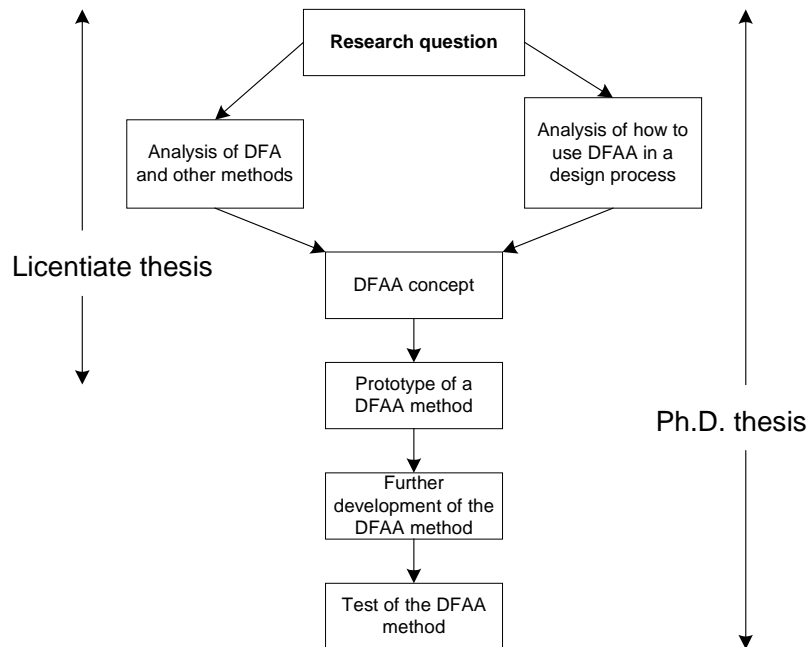 Research question
Analysis of DFA
and other methods
Analysis of how to
use DFAA in a
design process
Licentiate thesis
DFAA concept
Prototype of a
DFAA method
Ph.D. thesis
Further
development of the
DFAA method
Test of the DFAA
method